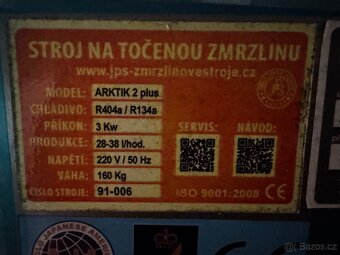 STROJ NA TOČENOU ZMRZLINU
www.jps-zmrzlinovestroje.cz
MODEL: ARKTIK 2 plus
CHLADIVO: R404a / R134a
PŘÍKON: 3 Kw SERVIS: NÁVOD:
PRODUKCE: 28-38 l/hod.
NAPĚTÍ: 220 V / 50 Hz
VÁHA: 160 Kg
ČÍSLO STROJE: 91-006 ISO 9001:2008 CE